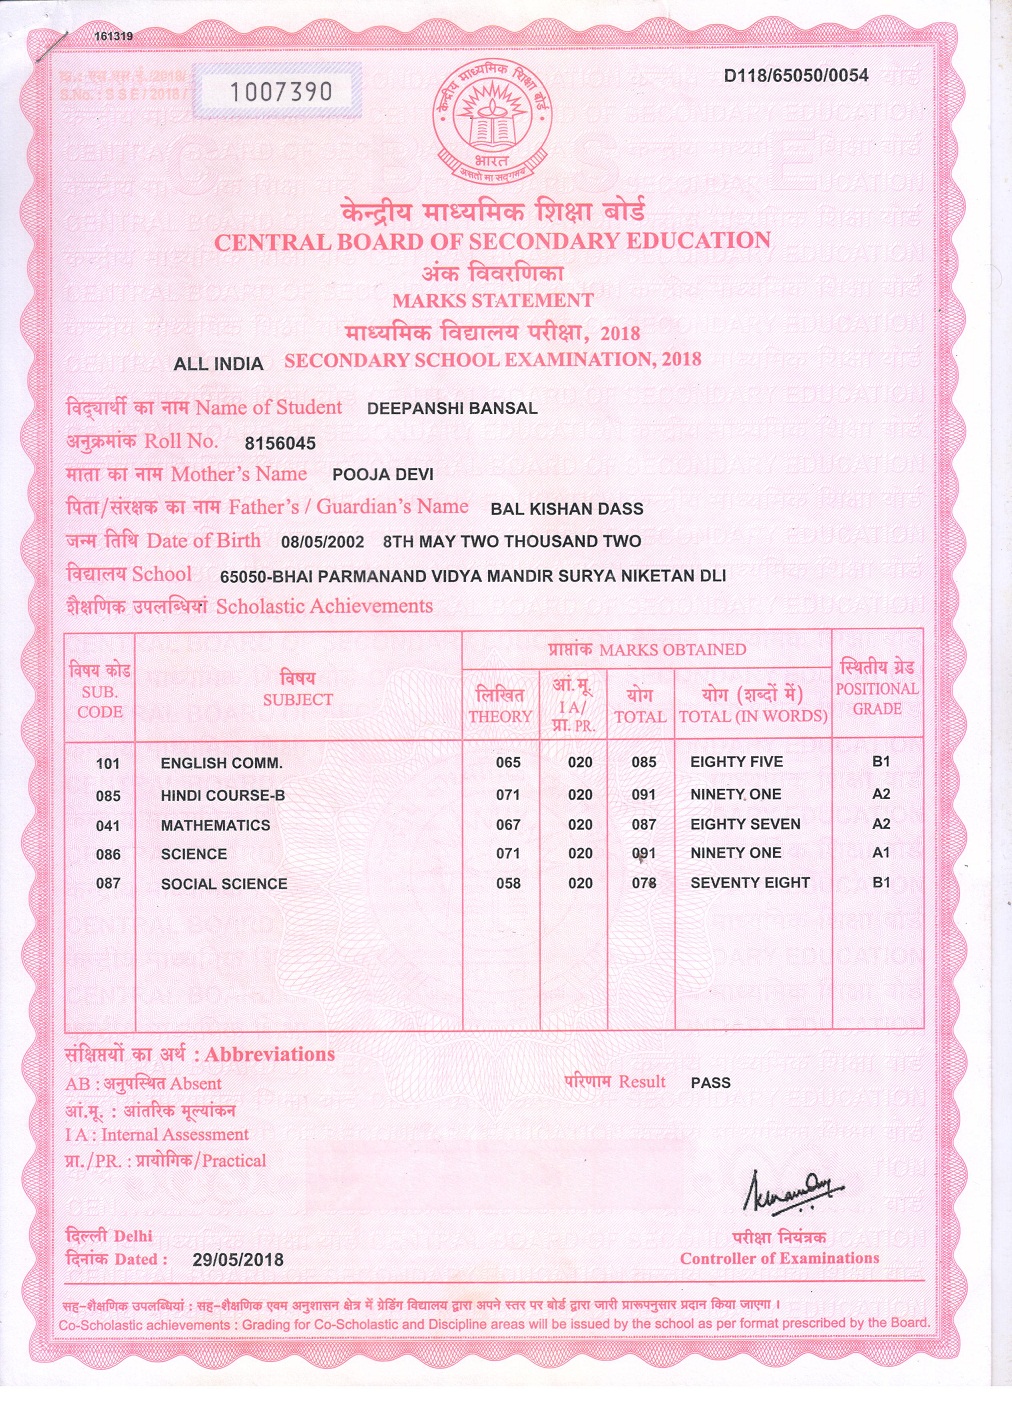 161319
क्र.: एस.एस.ई./2018/
S.No. : S S E / 2018 /
1007390
D118/65050/0054
केन्द्रीय माध्यमिक शिक्षा बोर्ड
भारत
असतो मा सद्गमय
केन्द्रीय माध्यमिक शिक्षा बोर्ड
CENTRAL BOARD OF SECONDARY EDUCATION
अंक विवरणिका
MARKS STATEMENT
माध्यमिक विद्यालय परीक्षा, 2018
ALL INDIA SECONDARY SCHOOL EXAMINATION, 2018
विद्यार्थी का नाम Name of Student DEEPANSHI BANSAL
अनुक्रमांक Roll No. 8156045
माता का नाम Mother's Name POOJA DEVI
पिता/संरक्षक का नाम Father's / Guardian's Name BAL KISHAN DASS
जन्म तिथि Date of Birth 08/05/2002 8TH MAY TWO THOUSAND TWO
विद्यालय School 65050-BHAI PARMANAND VIDYA MANDIR SURYA NIKETAN DLI
शैक्षणिक उपलब्धियां Scholastic Achievements
विषय कोड SUB. CODE विषय SUBJECT प्राप्तांक MARKS OBTAINED स्थितीय ग्रेड POSITIONAL GRADE
लिखित THEORY आं.मू. I A/ प्रा. PR. योग TOTAL योग (शब्दों में) TOTAL (IN WORDS)
101 ENGLISH COMM. 065 020 085 EIGHTY FIVE B1
085 HINDI COURSE-B 071 020 091 NINETY ONE A2
041 MATHEMATICS 067 020 087 EIGHTY SEVEN A2
086 SCIENCE 071 020 091 NINETY ONE A1
087 SOCIAL SCIENCE 058 020 078 SEVENTY EIGHT B1
संक्षिप्तयों का अर्थ : Abbreviations
AB : अनुपस्थित Absent
परिणाम Result PASS
आं.मू. : आंतरिक मूल्यांकन
I A : Internal Assessment
प्रा./PR. : प्रायोगिक/Practical
दिल्ली Delhi
दिनांक Dated : 29/05/2018
परीक्षा नियंत्रक
Controller of Examinations
सह-शैक्षणिक उपलब्धियां : सह-शैक्षणिक एवम अनुशासन क्षेत्र में ग्रेडिंग विद्यालय द्वारा अपने स्तर पर बोर्ड द्वारा जारी प्रारूपनुसार प्रदान किया जाएगा ।
Co-Scholastic achievements : Grading for Co-Scholastic and Discipline areas will be issued by the school as per format prescribed by the Board.